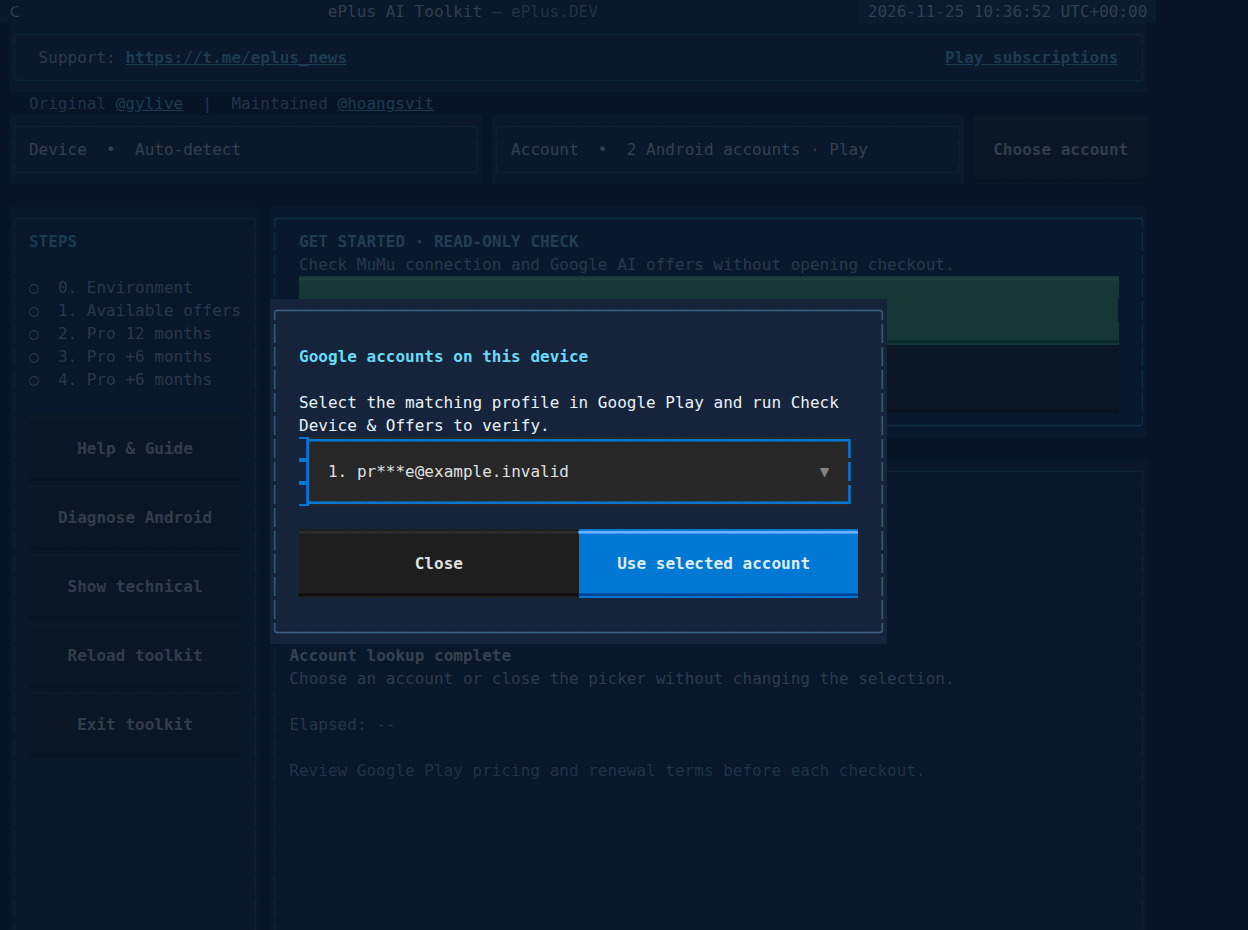 C ePlus AI Toolkit — ePlus.DEV 2026-11-25 10:36:52 UTC+00:00
Support: https://t.me/eplus_news Play subscriptions
Original @gylive | Maintained @hoangsvit
Device • Auto-detect Account • 2 Android accounts · Play Choose account
STEPS
○ 0. Environment
○ 1. Available offers
○ 2. Pro 12 months
○ 3. Pro +6 months
○ 4. Pro +6 months
Help & Guide
Diagnose Android
Show technical
Reload toolkit
Exit toolkit
GET STARTED · READ-ONLY CHECK
Check MuMu connection and Google AI offers without opening checkout.
Google accounts on this device
Select the matching profile in Google Play and run Check
Device & Offers to verify.
1. pr***e@example.invalid ▼
Close Use selected account
Account lookup complete
Choose an account or close the picker without changing the selection.
Elapsed: --
Review Google Play pricing and renewal terms before each checkout.